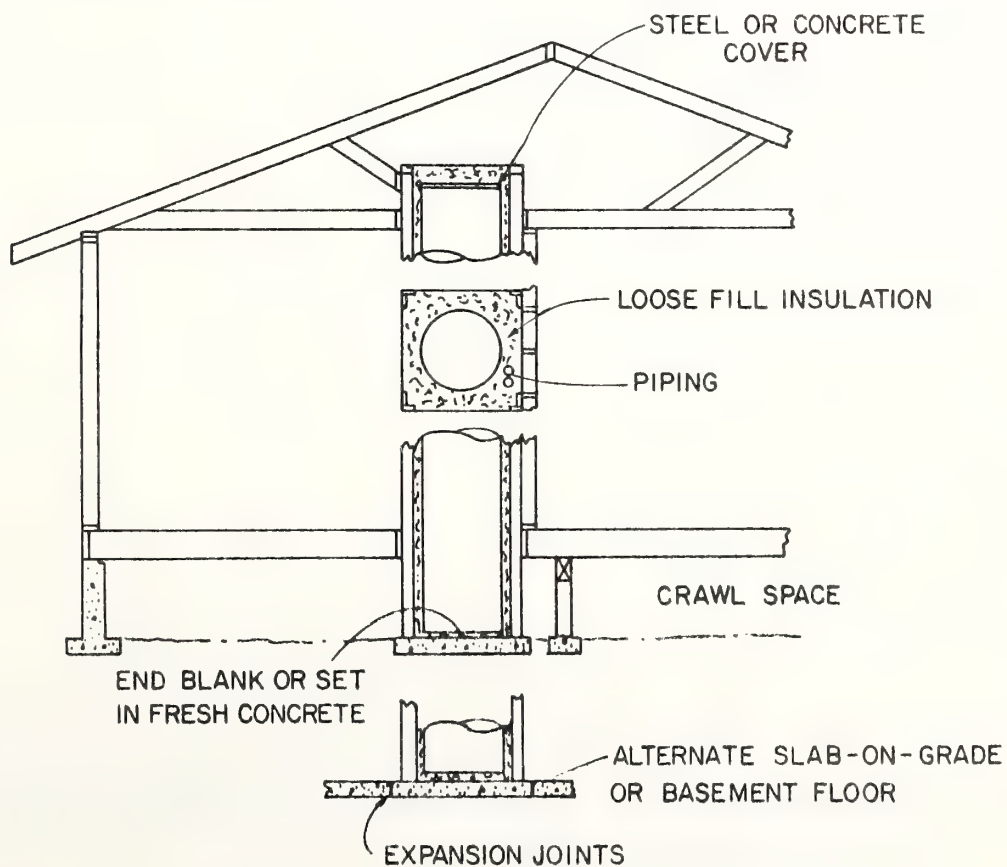 STEEL OR CONCRETE
COVER
LOOSE FILL INSULATION
PIPING
CRAWL SPACE
END BLANK OR SET
IN FRESH CONCRETE
ALTERNATE SLAB-ON-GRADE
OR BASEMENT FLOOR
EXPANSION JOINTS